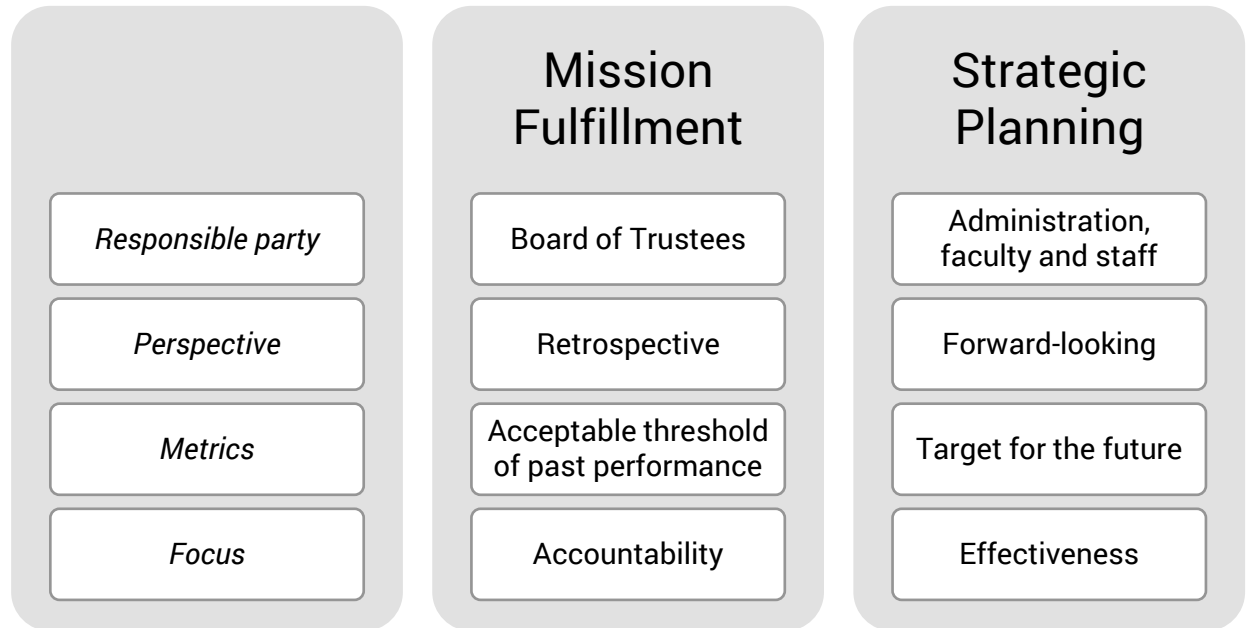 Mission
Fulfillment
Strategic
Planning
Responsible party
Board of Trustees
Administration,
faculty and staff
Perspective
Retrospective
Forward-looking
Metrics
Acceptable threshold
of past performance
Target for the future
Focus
Accountability
Effectiveness